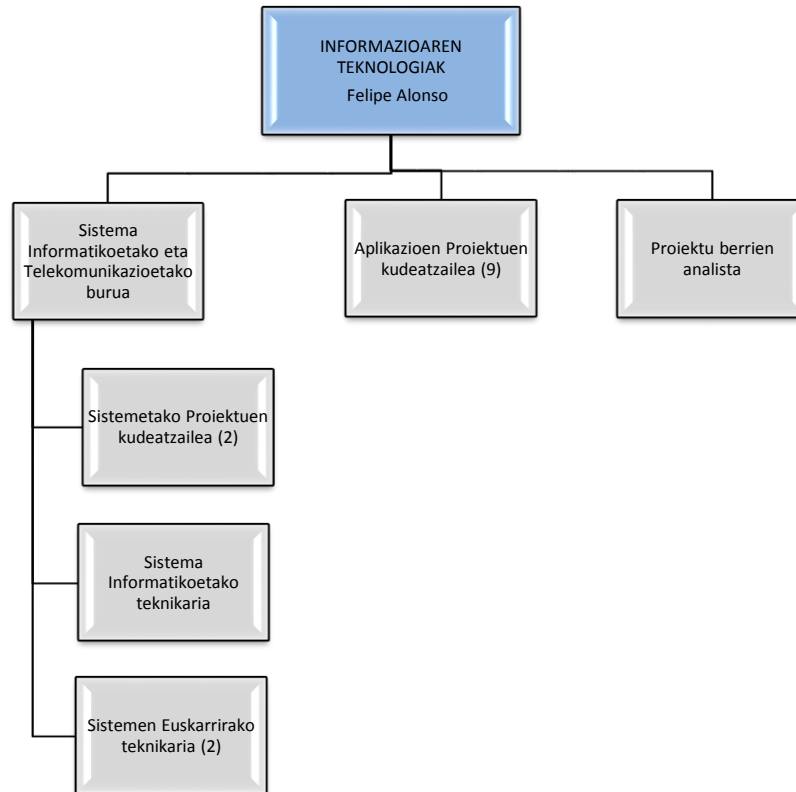 INFORMAZIOAREN
TEKNOLOGIAK
Felipe Alonso
Sistema
Informatikoetako eta
Telekomunikazioetako
burua
Aplikazioen Proiektuen
kudeatzailea (9)
Proiektu berrien
analista
Sistemetako Proiektuen
kudeatzailea (2)
Sistema
Informatikoetako
teknikaria
Sistemen Euskarrirako
teknikaria (2)